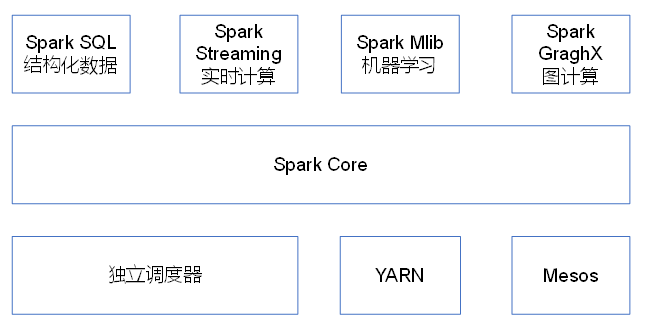 Spark SQL
结构化数据
Spark
Streaming
实时计算
Spark Mlib
机器学习
Spark
GraghX
图计算
Spark Core
独立调度器
YARN
Mesos